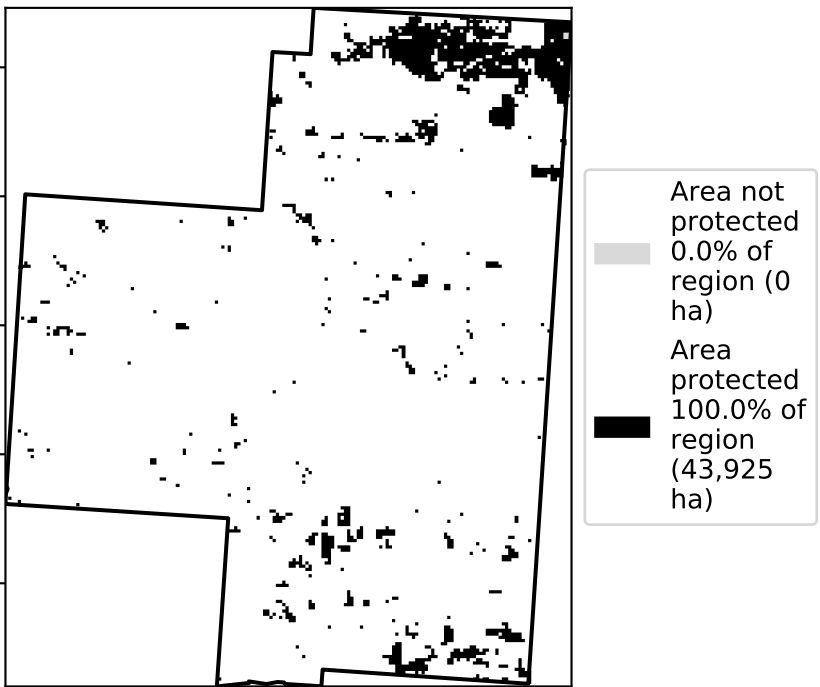 Area not
protected
0.0% of
region (0
ha)
Area
protected
100.0% of
region
(43,925
ha)